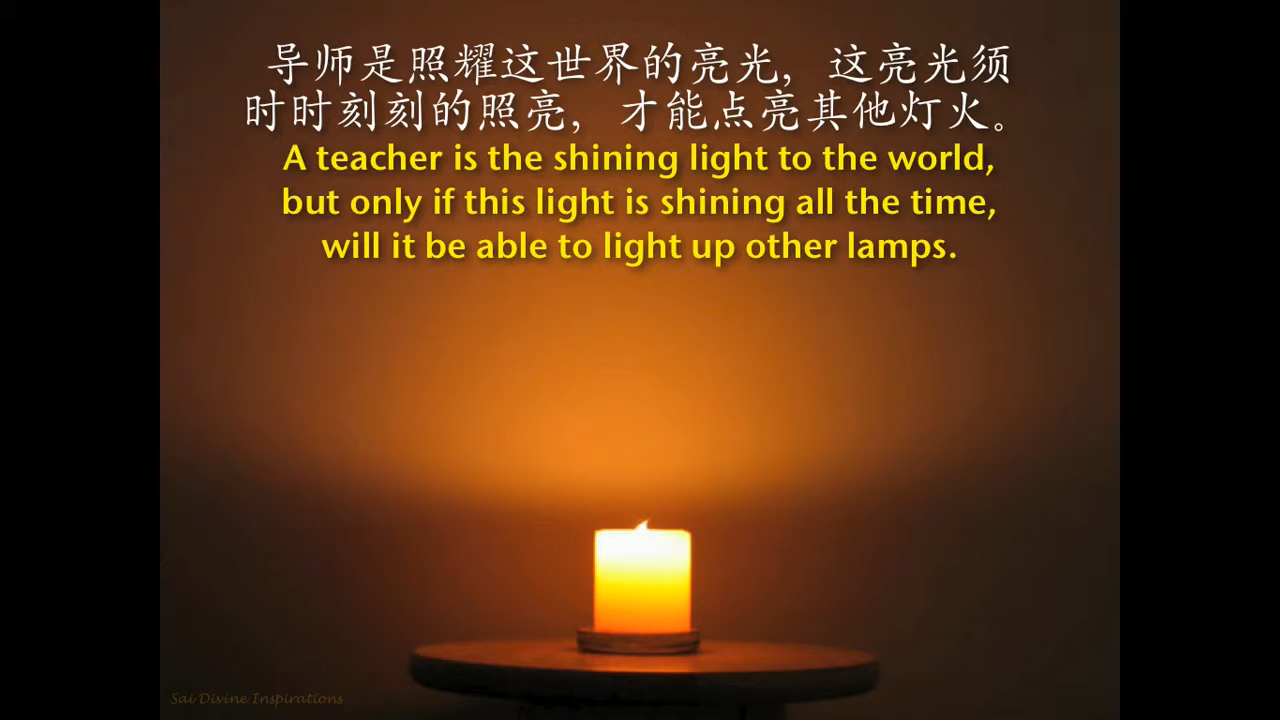 导师是照耀这世界的亮光，这亮光须
时时刻刻的照亮，才能点亮其他灯火。
A teacher is the shining light to the world,
but only if this light is shining all the time,
will it be able to light up other lamps.
Sai Divine Inspirations